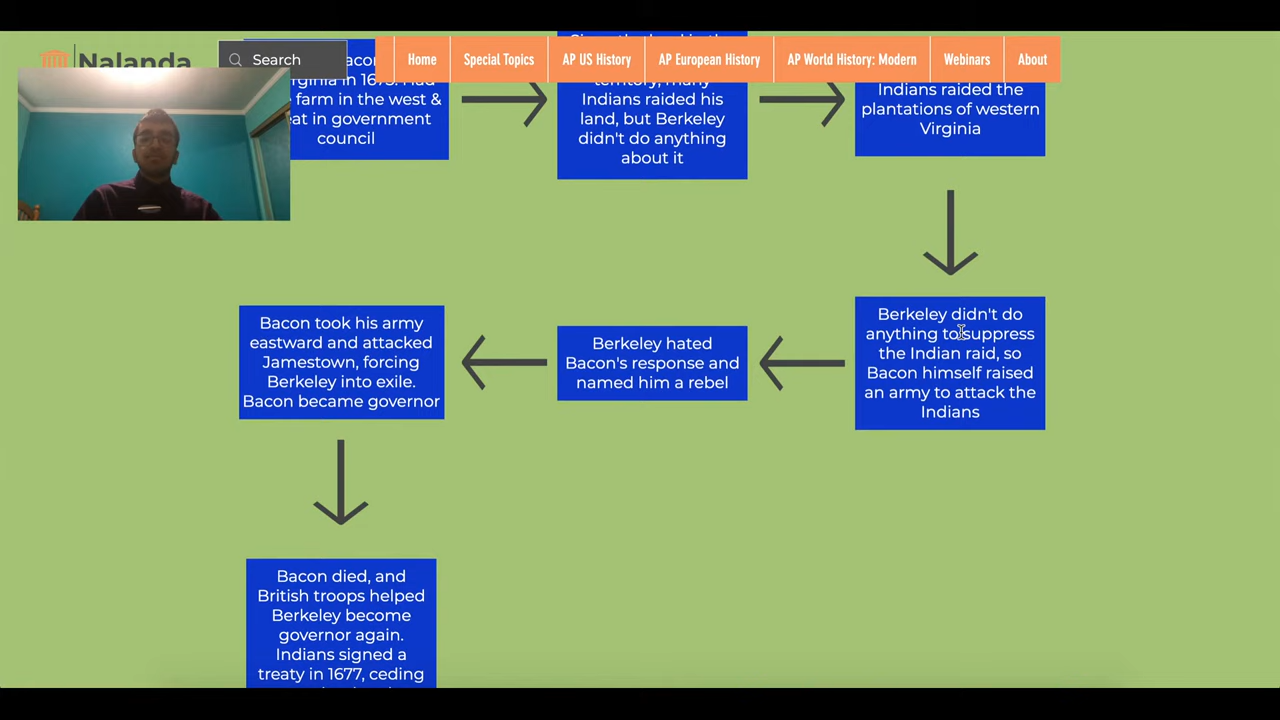 Nalanda
Search
Home
Special Topics
AP US History
AP European History
AP World History: Modern
Webinars
About
farm in the west &
in government
council
territory, many
Indians raided his
land, but Berkeley
didn't do anything
about it
Indians raided the
plantations of western
Virginia
Berkeley didn't do
anything to suppress
the Indian raid, so
Bacon himself raised
an army to attack the
Indians
Berkeley hated
Bacon's response and
named him a rebel
Bacon took his army
eastward and attacked
Jamestown, forcing
Berkeley into exile.
Bacon became governor
Bacon died, and
British troops helped
Berkeley become
governor again.
Indians signed a
treaty in 1677, ceding